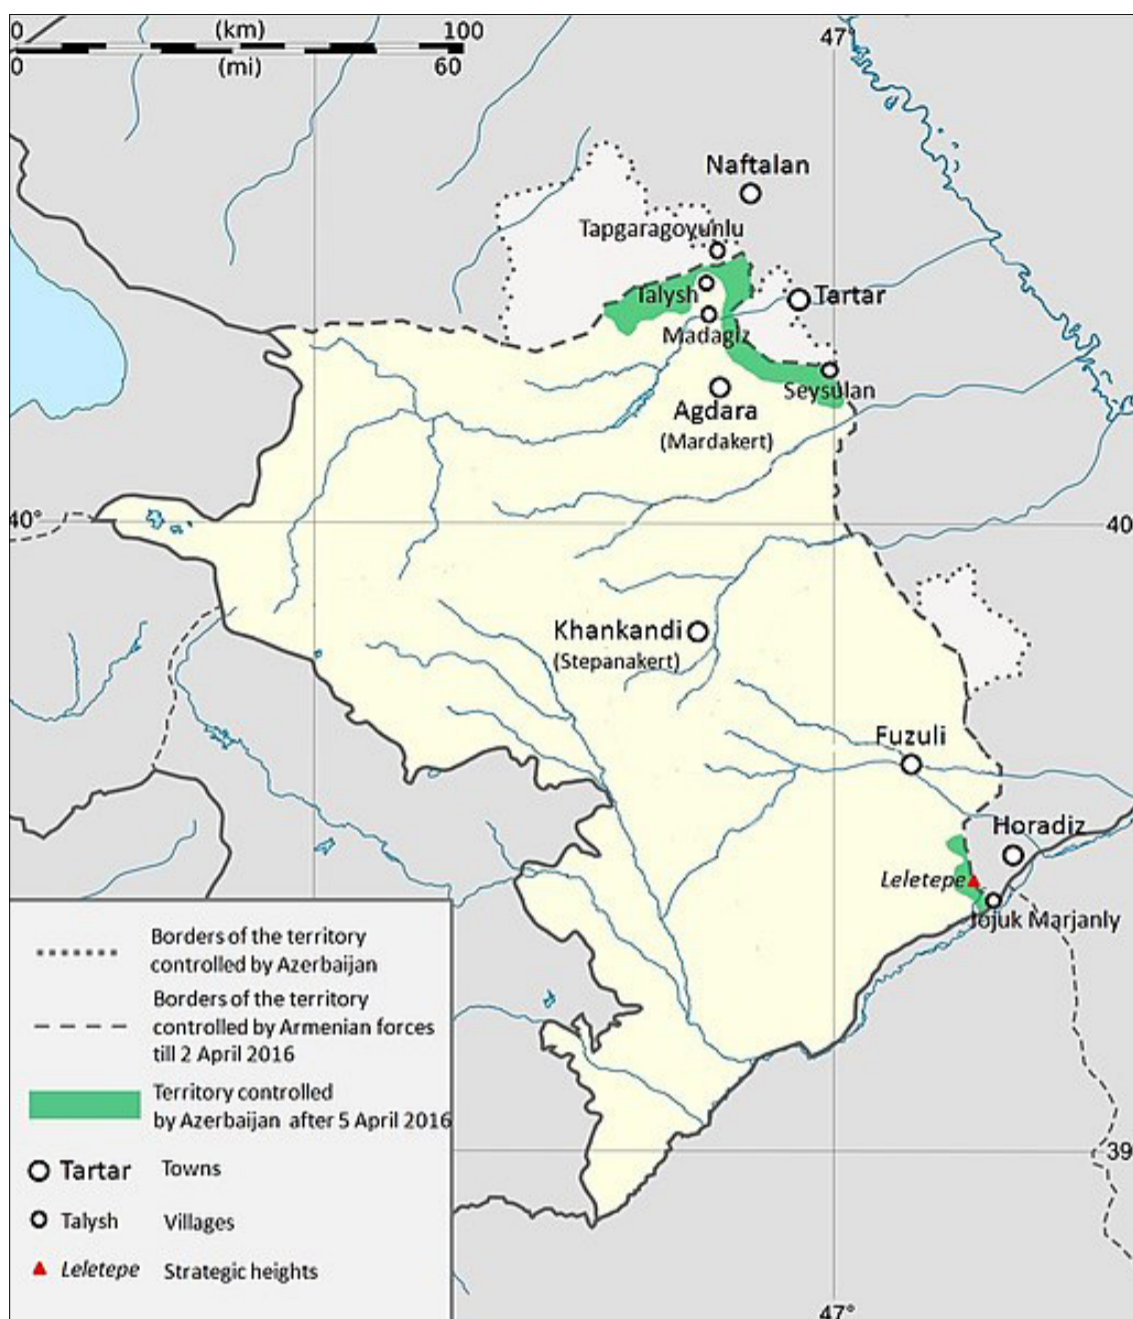 0 (km) 100
0 (mi) 60
47°
Naftalan
Tapgaragoyunlu
Talysh
Tartar
Madagiz
Seysulan
Agdara
(Mardakert)
40°
40
Khankandi
(Stepanakert)
Fuzuli
Horadiz
Leletepe
Jojuk Marjanly
Borders of the territory
controlled by Azerbaijan
Borders of the territory
controlled by Armenian forces
till 2 April 2016
Territory controlled
by Azerbaijan after 5 April 2016
Tartar Towns
Talysh Villages
Leletepe Strategic heights
39
47°